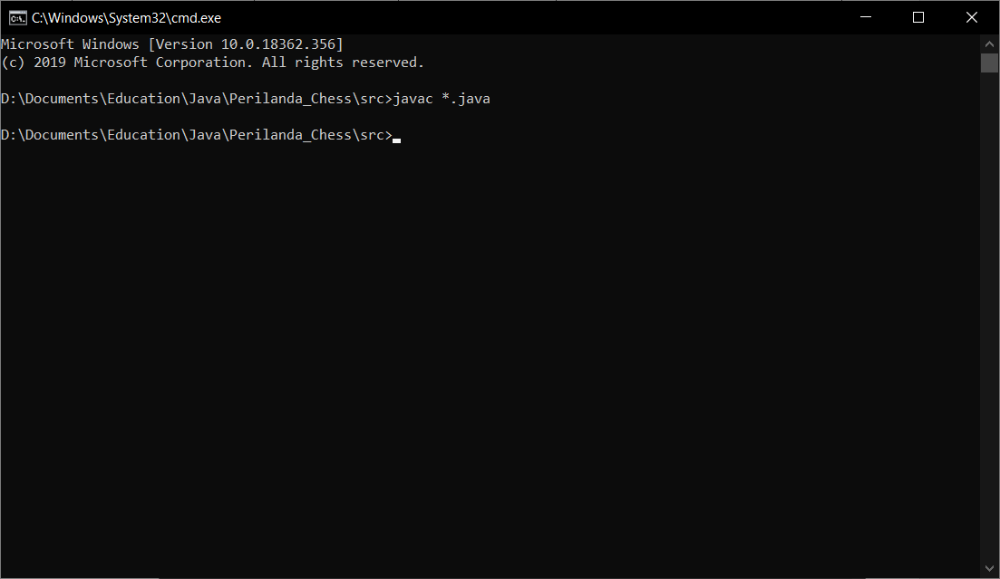 C:\Windows\System32\cmd.exe
Microsoft Windows [Version 10.0.18362.356]
(c) 2019 Microsoft Corporation. All rights reserved.
D:\Documents\Education\Java\Perilanda_Chess\src>javac *.java
D:\Documents\Education\Java\Perilanda_Chess\src>